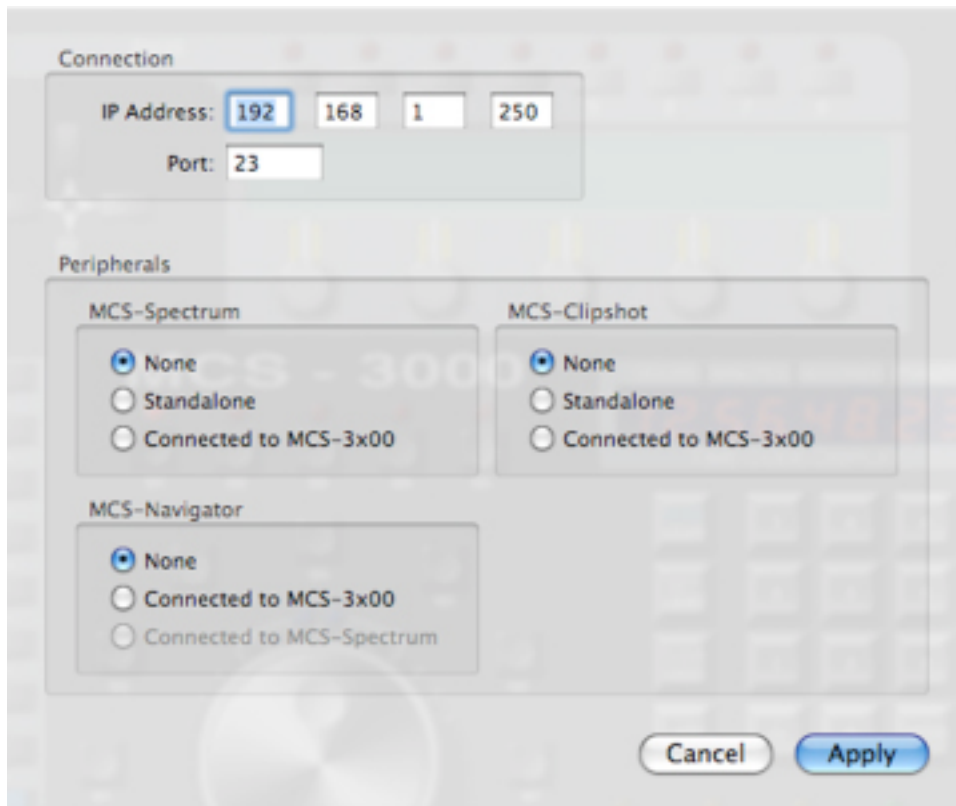 Connection
IP Address: 192 168 1 250
Port: 23
Peripherals
MCS-Spectrum
None
Standalone
Connected to MCS-3x00
MCS-Clipshot
None
Standalone
Connected to MCS-3x00
MCS-Navigator
None
Connected to MCS-3x00
Connected to MCS-Spectrum
MCS - 3000
Cancel
Apply